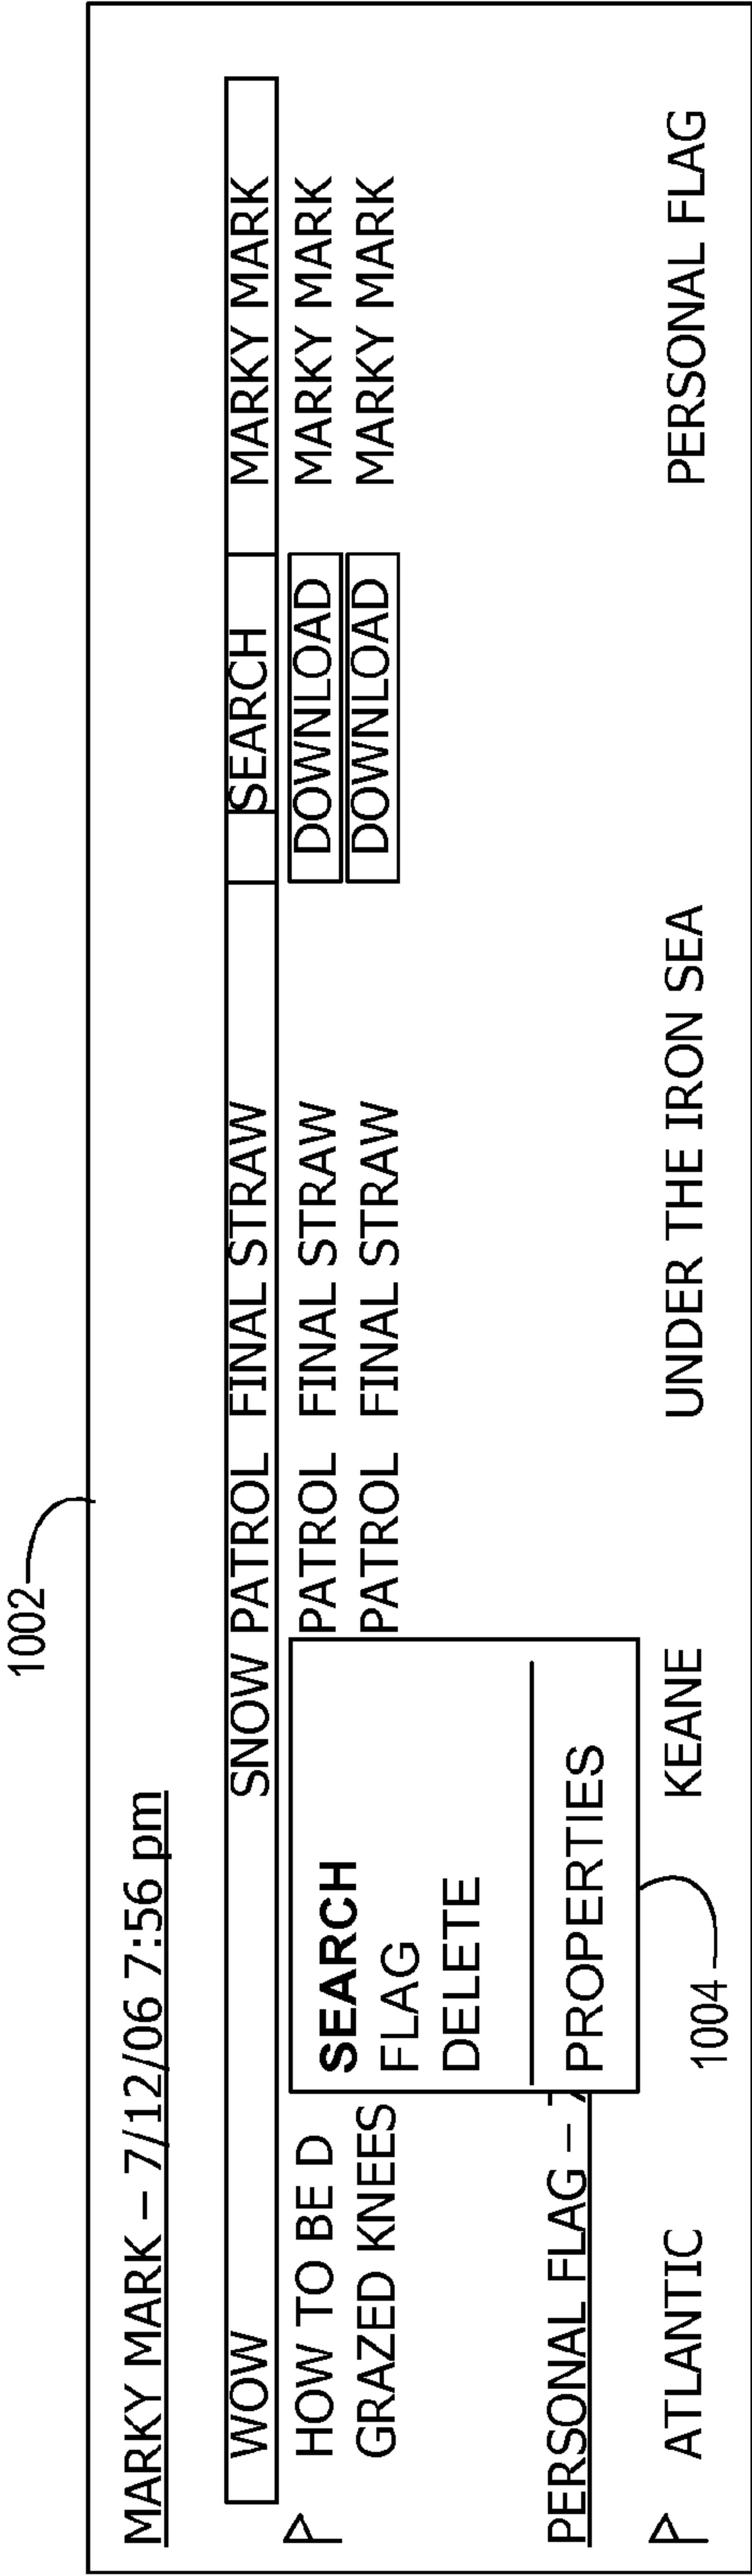 1002
MARKY MARK – 7/12/06 7:56 pm
WOW SNOW PATROL FINAL STRAW SEARCH MARKY MARK
HOW TO BE D PATROL FINAL STRAW DOWNLOAD MARKY MARK
GRAZED KNEES PATROL FINAL STRAW DOWNLOAD MARKY MARK
SEARCH
FLAG
DELETE
PROPERTIES
PERSONAL FLAG –
ATLANTIC KEANE UNDER THE IRON SEA PERSONAL FLAG
1004